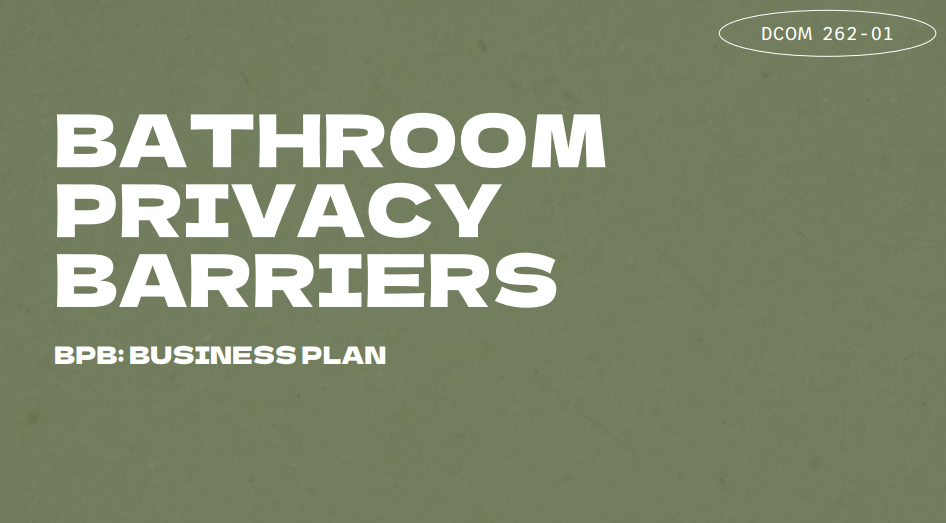 DCOM 262-01
BATHROOM
PRIVACY
BARRIERS
BPB: BUSINESS PLAN